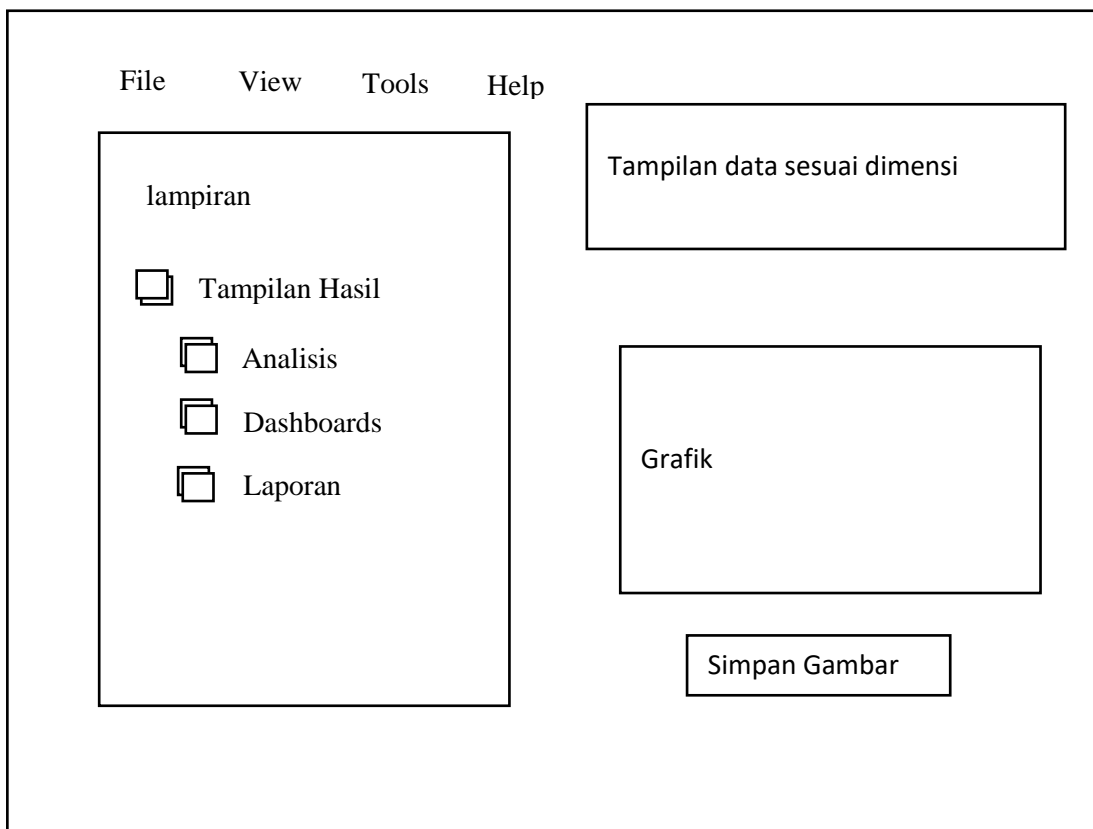 File View Tools Help
lampiran
Tampilan Hasil
Analisis
Dashboards
Laporan
Tampilan data sesuai dimensi
Grafik
Simpan Gambar